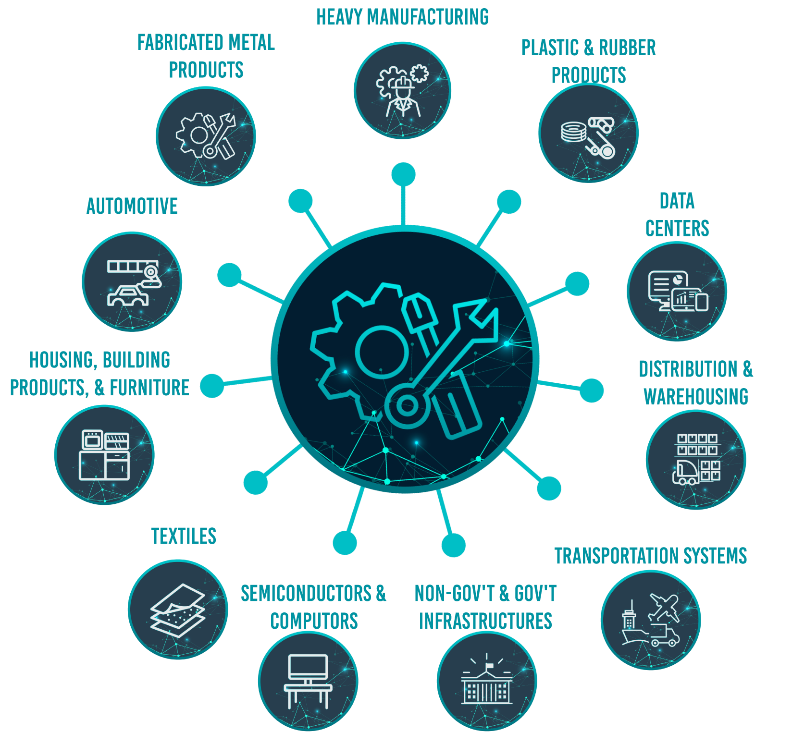 HEAVY MANUFACTURING
FABRICATED METAL
PRODUCTS
PLASTIC & RUBBER
PRODUCTS
AUTOMOTIVE
DATA
CENTERS
HOUSING, BUILDING
PRODUCTS, & FURNITURE
DISTRIBUTION &
WAREHOUSING
TEXTILES
TRANSPORTATION SYSTEMS
SEMICONDUCTORS &
COMPUTORS
NON-GOV'T & GOV'T
INFRASTRUCTURES